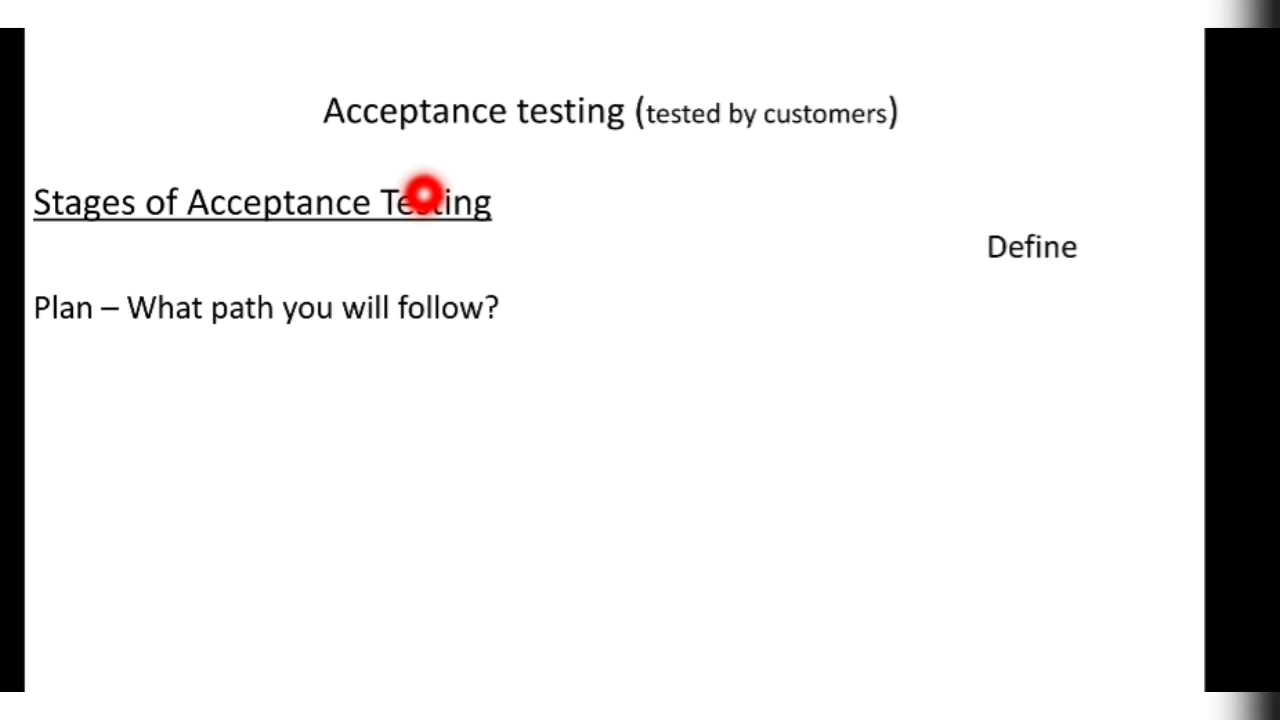 Acceptance testing (tested by customers)
Stages of Acceptance Testing
Define
Plan – What path you will follow?